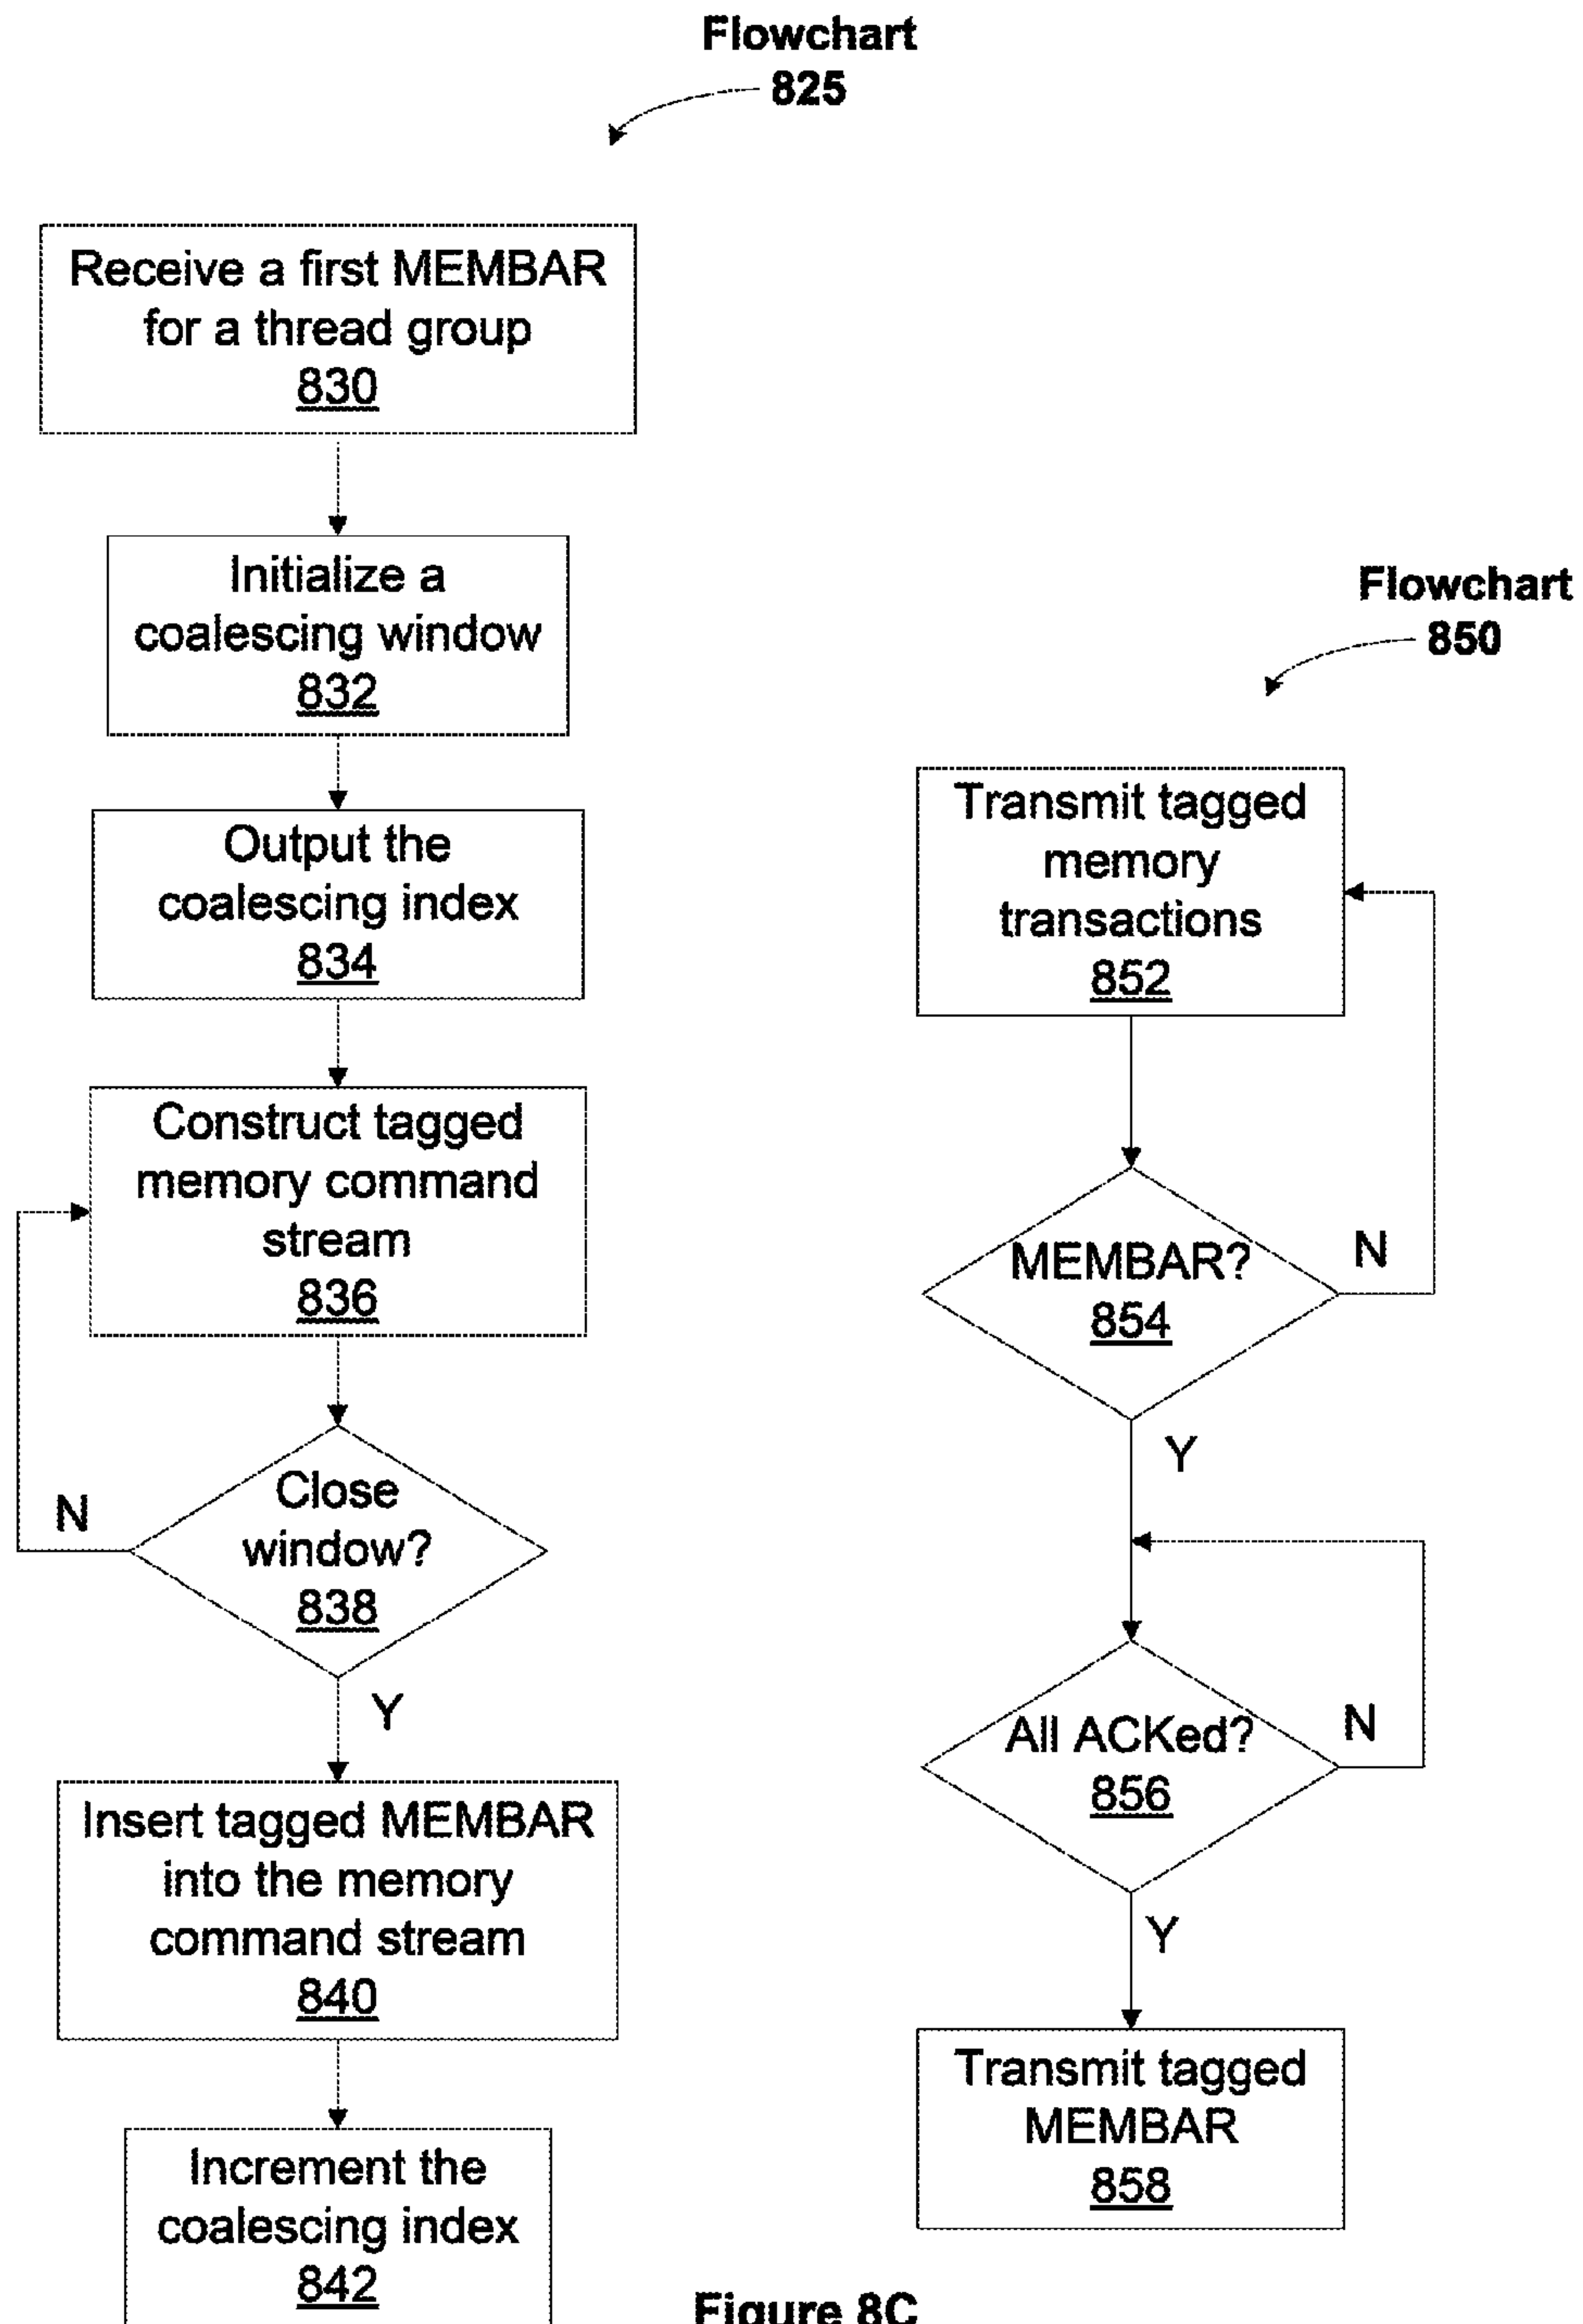 Flowchart
825
Receive a first MEMBAR
for a thread group
830
Initialize a
coalescing window
832
Output the
coalescing index
834
Construct tagged
memory command
stream
836
Close
window?
838
N
Y
Insert tagged MEMBAR
into the memory
command stream
840
Increment the
coalescing index
842
Flowchart
850
Transmit tagged
memory
transactions
852
MEMBAR?
854
N
Y
All ACKed?
856
N
Y
Transmit tagged
MEMBAR
858
Figure 8C